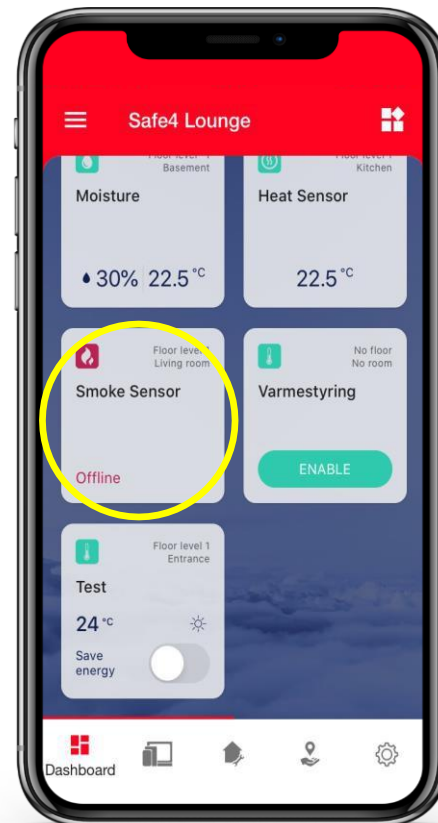 Safe4 Lounge
Basement
Moisture
30% 22.5 °C
Kitchen
Heat Sensor
22.5 °C
Floor level
Living room
Smoke Sensor
Offline
No floor
No room
Varmestyring
ENABLE
Floor level 1
Entrance
Test
24 °C
Save
energy
Dashboard